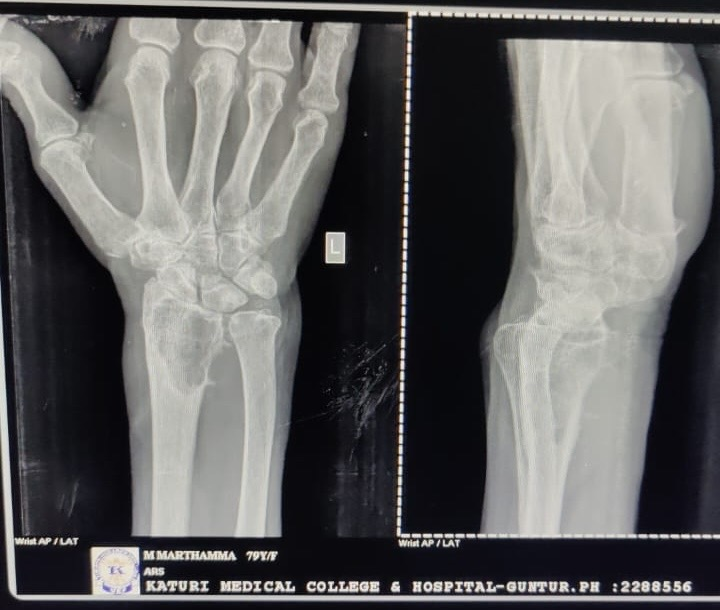 L
Wrist AP / LAT
Wrist AP / LAT
M MARTHAMMA 79Y/F
ARS
KATURI MEDICAL COLLEGE & HOSPITAL-GUNTUR.PH :2288556